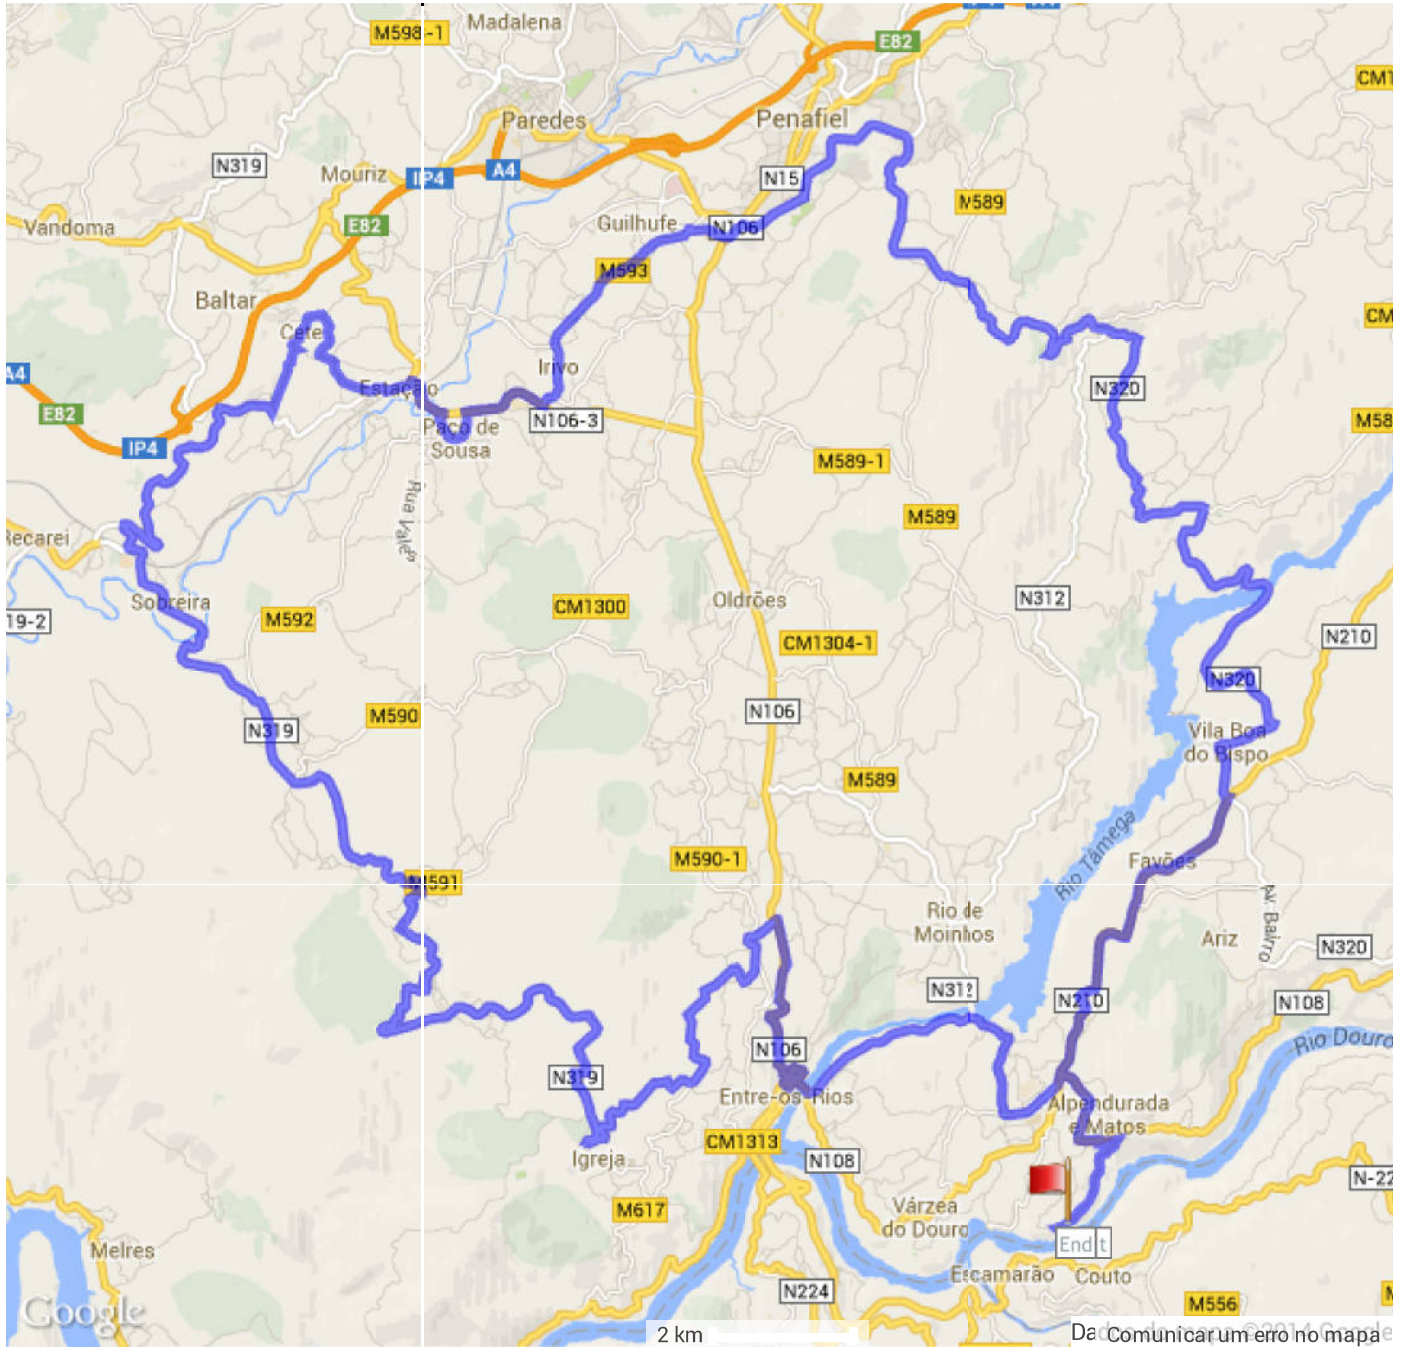 M598-1
Madalena
E82
CM1
Paredes
Penafiel
N319
Mouriz
IP4
A4
N15
M589
Vandoma
E82
Guilhufe
N106
M593
Baltar
Cete
CM
Irivo
A4
Estação
N320
E82
Paço de
Sousa
N106-3
M58
IP4
M589-1
Rua Vales
M589
Recarei
Sobreira
19-2
M592
CM1300
Oldrões
N312
CM1304-1
N210
N320
M590
N319
N106
Vila Boa
do Bispo
M589
Rio Tâmega
M590-1
Favões
M591
Av. Bairro
Rio de
Moinhos
Ariz
N320
N312
N210
N108
Rio Douro
N106
N319
Entre-os-Rios
Alpendurada
e Matos
CM1313
Igreja
N108
N-22
M617
Várzea
do Douro
Melres
End
t
Escamarão
Couto
N224
M556
Google
2 km
Comunicar um erro no mapa